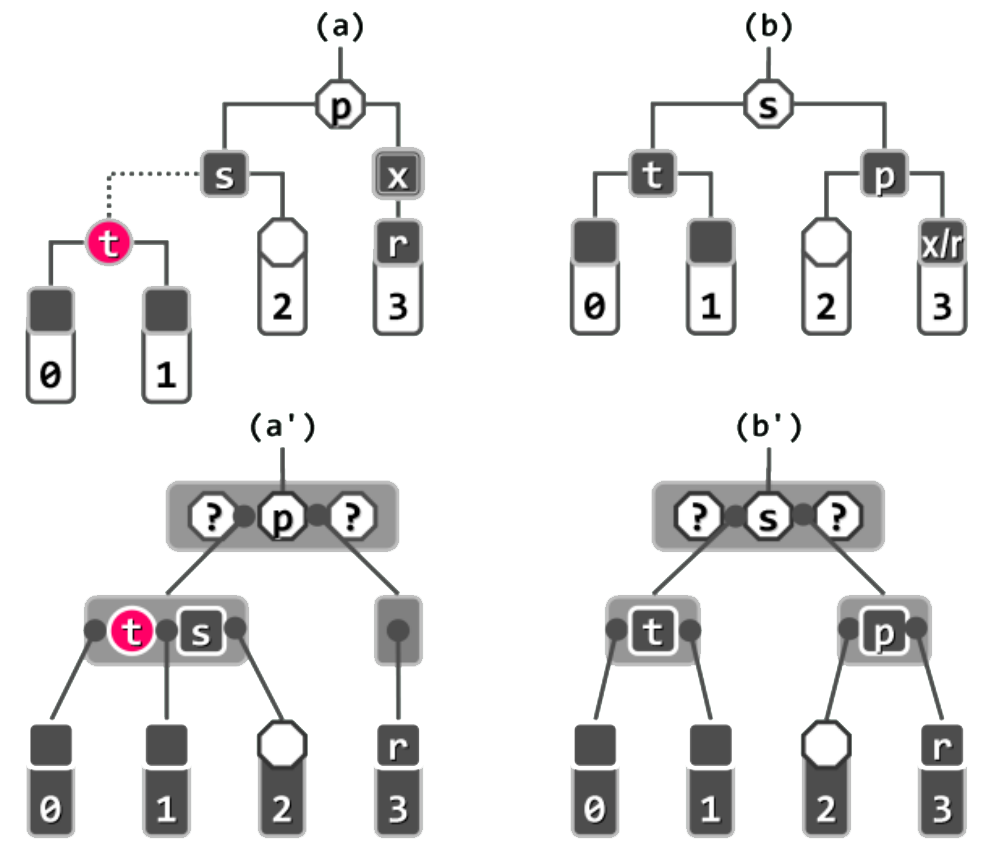 (a) (b)
p s
s x t p
t r x/r
2 3 0 1 2 3
0 1
(a') (b')
? p ? ? s ?
t s t p
r r
0 1 2 3 0 1 2 3